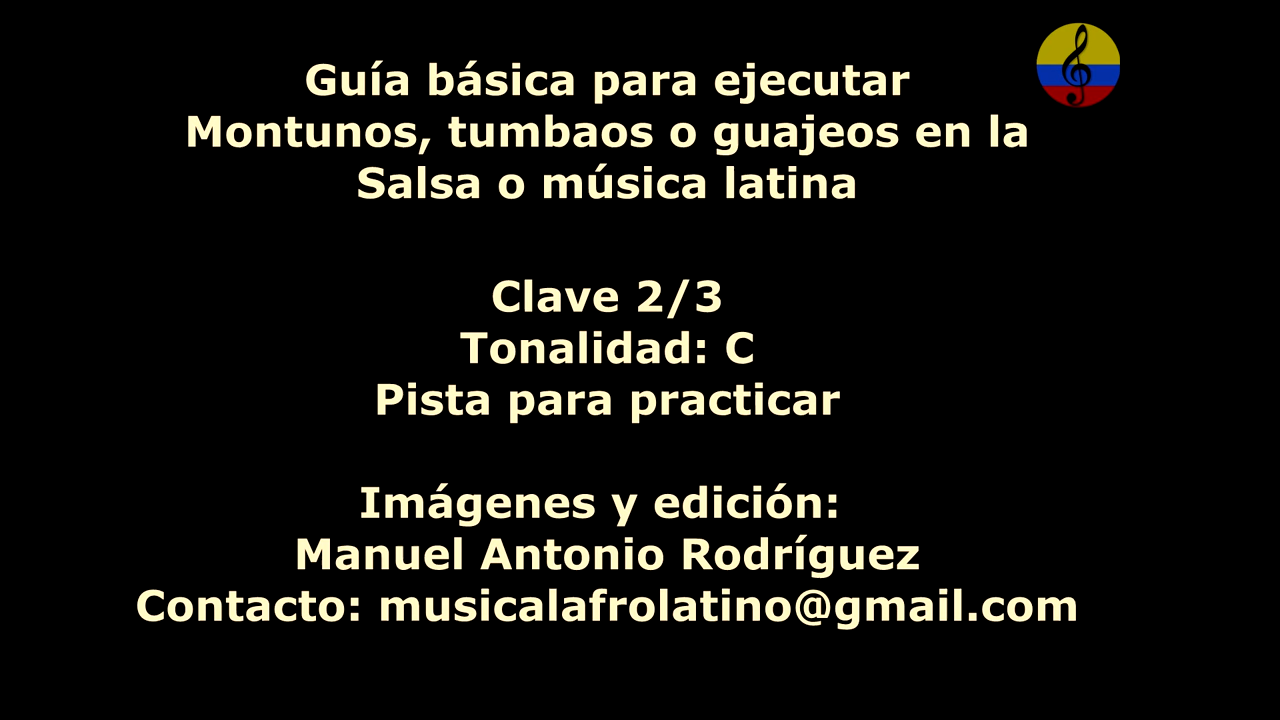 Guía básica para ejecutar
Montunos, tumbaos o guajeos en la
Salsa o música latina
Clave 2/3
Tonalidad: C
Pista para practicar
Imágenes y edición:
Manuel Antonio Rodríguez
Contacto: musicalafrolatino@gmail.com